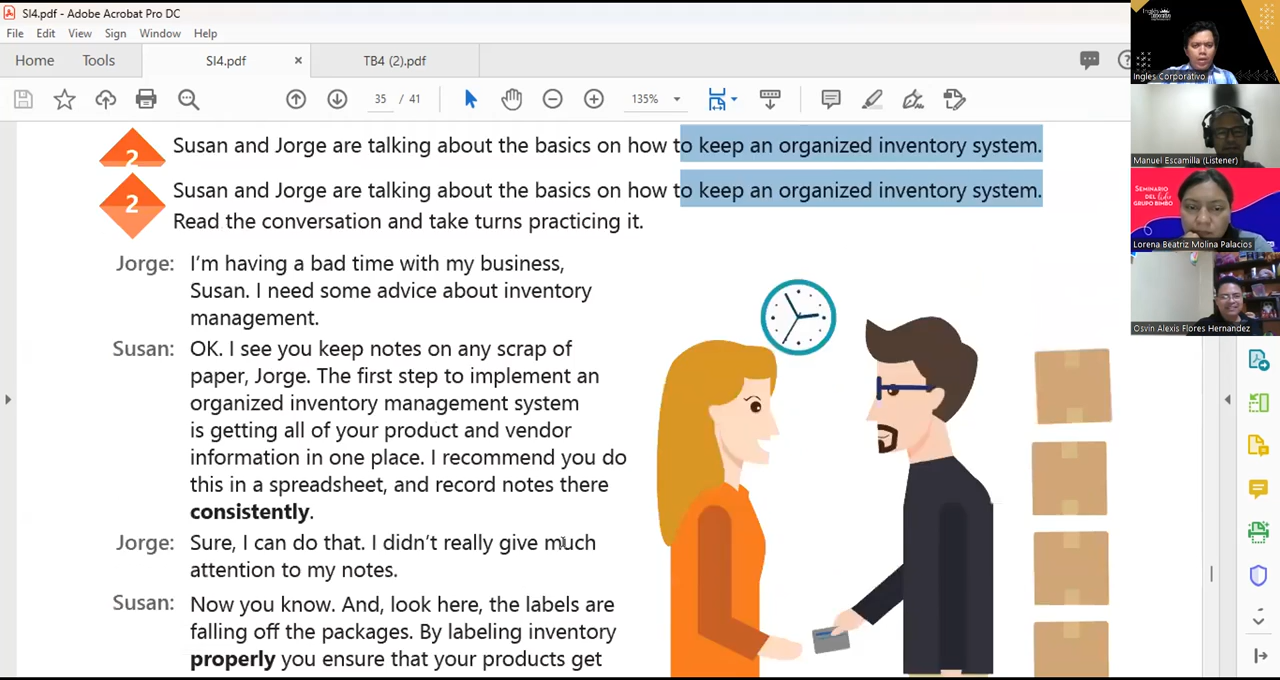 SI4.pdf - Adobe Acrobat Pro DC
File Edit View Sign Window Help
Home Tools SI4.pdf × TB4 (2).pdf
35 / 41 135%
2 Susan and Jorge are talking about the basics on how to keep an organized inventory system.
2 Susan and Jorge are talking about the basics on how to keep an organized inventory system.
Read the conversation and take turns practicing it.
Jorge: I'm having a bad time with my business,
Susan. I need some advice about inventory
management.
Susan: OK. I see you keep notes on any scrap of
paper, Jorge. The first step to implement an
organized inventory management system
is getting all of your product and vendor
information in one place. I recommend you do
this in a spreadsheet, and record notes there
consistently.
Jorge: Sure, I can do that. I didn't really give much
attention to my notes.
Susan: Now you know. And, look here, the labels are
falling off the packages. By labeling inventory
properly you ensure that your products get
Ingles Corporativo
Manuel Escamilla (Listener)
SEMINARIO
DEL líder
GRUPO BIMBO
Lorena Beatriz Molina Palacios
Osvin Alexis Flores Hernandez